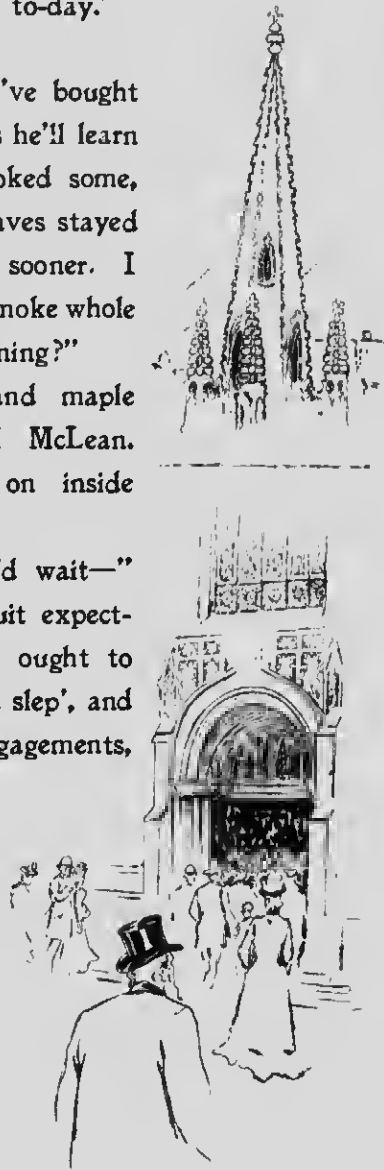 to-day.'
've bought
s he'll learn
oked some,
aves stayed
sooner. I
moke whole
ning?"
and maple
McLean.
on inside
'd wait—"
uit expect-
ought to
slep', and
gagements,